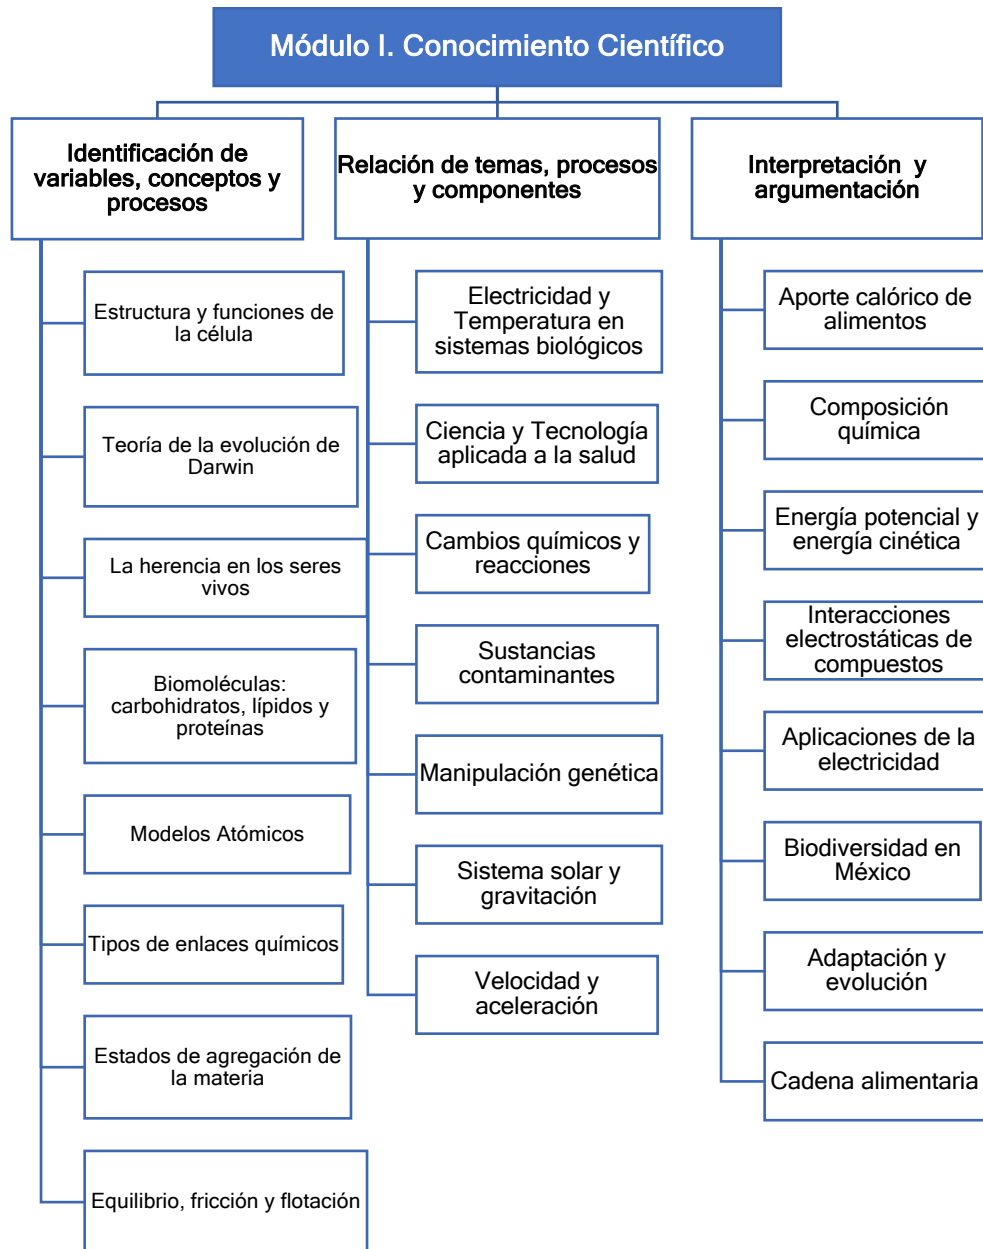 Módulo I. Conocimiento Científico
Identificación de
variables, conceptos y
procesos
Estructura y funciones de
la célula
Teoría de la evolución de
Darwin
La herencia en los seres
vivos
Biomoléculas:
carbohidratos, lípidos y
proteínas
Modelos Atómicos
Tipos de enlaces químicos
Estados de agregación de
la materia
Equilibrio, fricción y flotación
Relación de temas, procesos
y componentes
Electricidad y
Temperatura en
sistemas biológicos
Ciencia y Tecnología
aplicada a la salud
Cambios químicos y
reacciones
Sustancias
contaminantes
Manipulación genética
Sistema solar y
gravitación
Velocidad y
aceleración
Interpretación y
argumentación
Aporte calórico de
alimentos
Composición
química
Energía potencial y
energía cinética
Interacciones
electrostáticas de
compuestos
Aplicaciones de la
electricidad
Biodiversidad en
México
Adaptación y
evolución
Cadena alimentaria